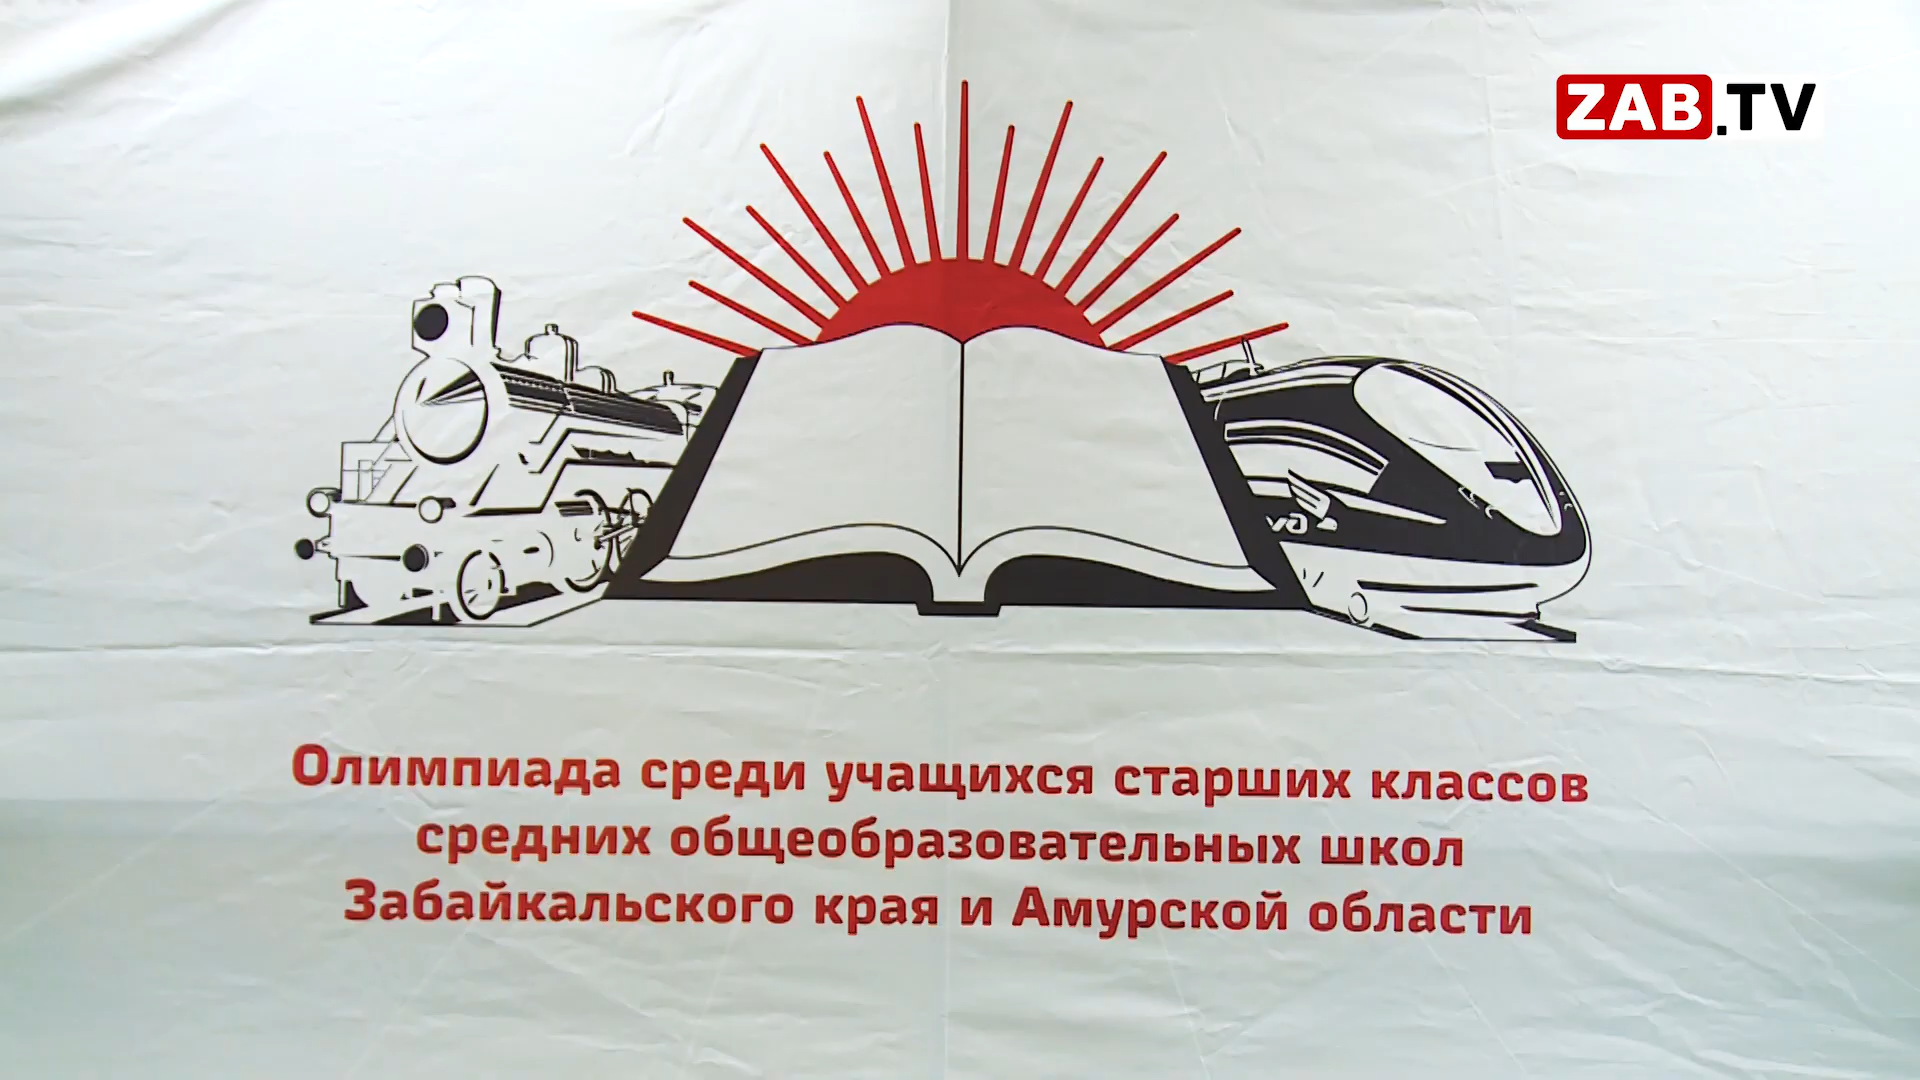 ZAB.TV
Олимпиада среди учащихся старших классов
средних общеобразовательных школ
Забайкальского края и Амурской области